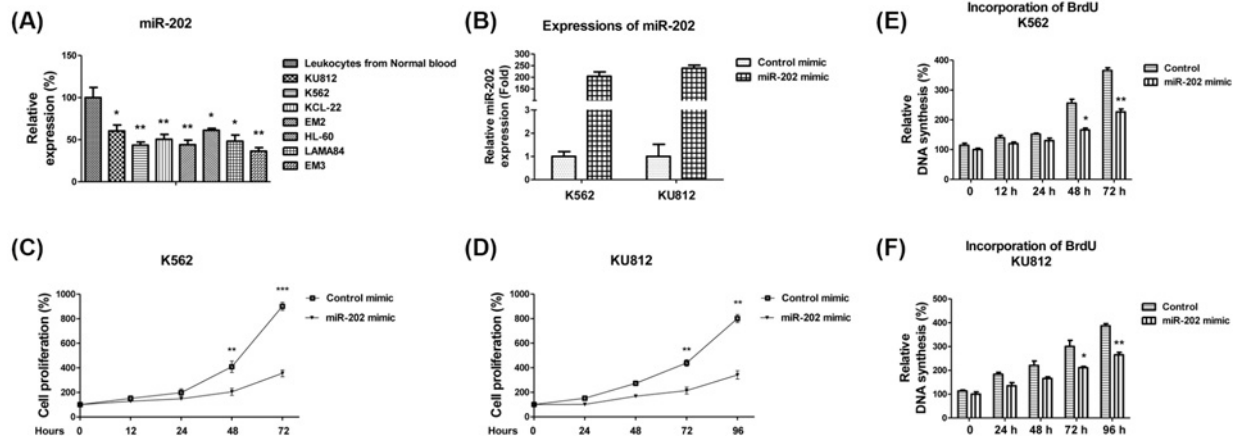 (A)
miR-202
Relative
expression (%)
150
100
50
0
*
**
**
**
*
*
**
Leukocytes from Normal blood
KU812
K562
KCL-22
EM2
HL-60
LAMA84
EM3
(B)
Expressions of miR-202
Relative miR-202
expression (Fold)
300
250
200
150
100
2
1
0
K562
KU812
Control mimic
miR-202 mimic
(E)
Incorporation of BrdU
K562
Relative
DNA synthesis (%)
400
300
200
100
0
*
**
0
12 h
24 h
48 h
72 h
Control
miR-202 mimic
(C)
K562
Cell proliferation (%)
1000
800
600
400
200
0
**
***
Hours
0
12
24
48
72
Control mimic
miR-202 mimic
(D)
KU812
Cell proliferation (%)
1000
800
600
400
200
0
**
**
Hours
0
24
48
72
96
Control mimic
miR-202 mimic
(F)
Incorporation of BrdU
KU812
Relative
DNA synthesis (%)
500
400
300
200
100
0
*
**
0
24 h
48 h
72 h
96 h
Control
miR-202 mimic